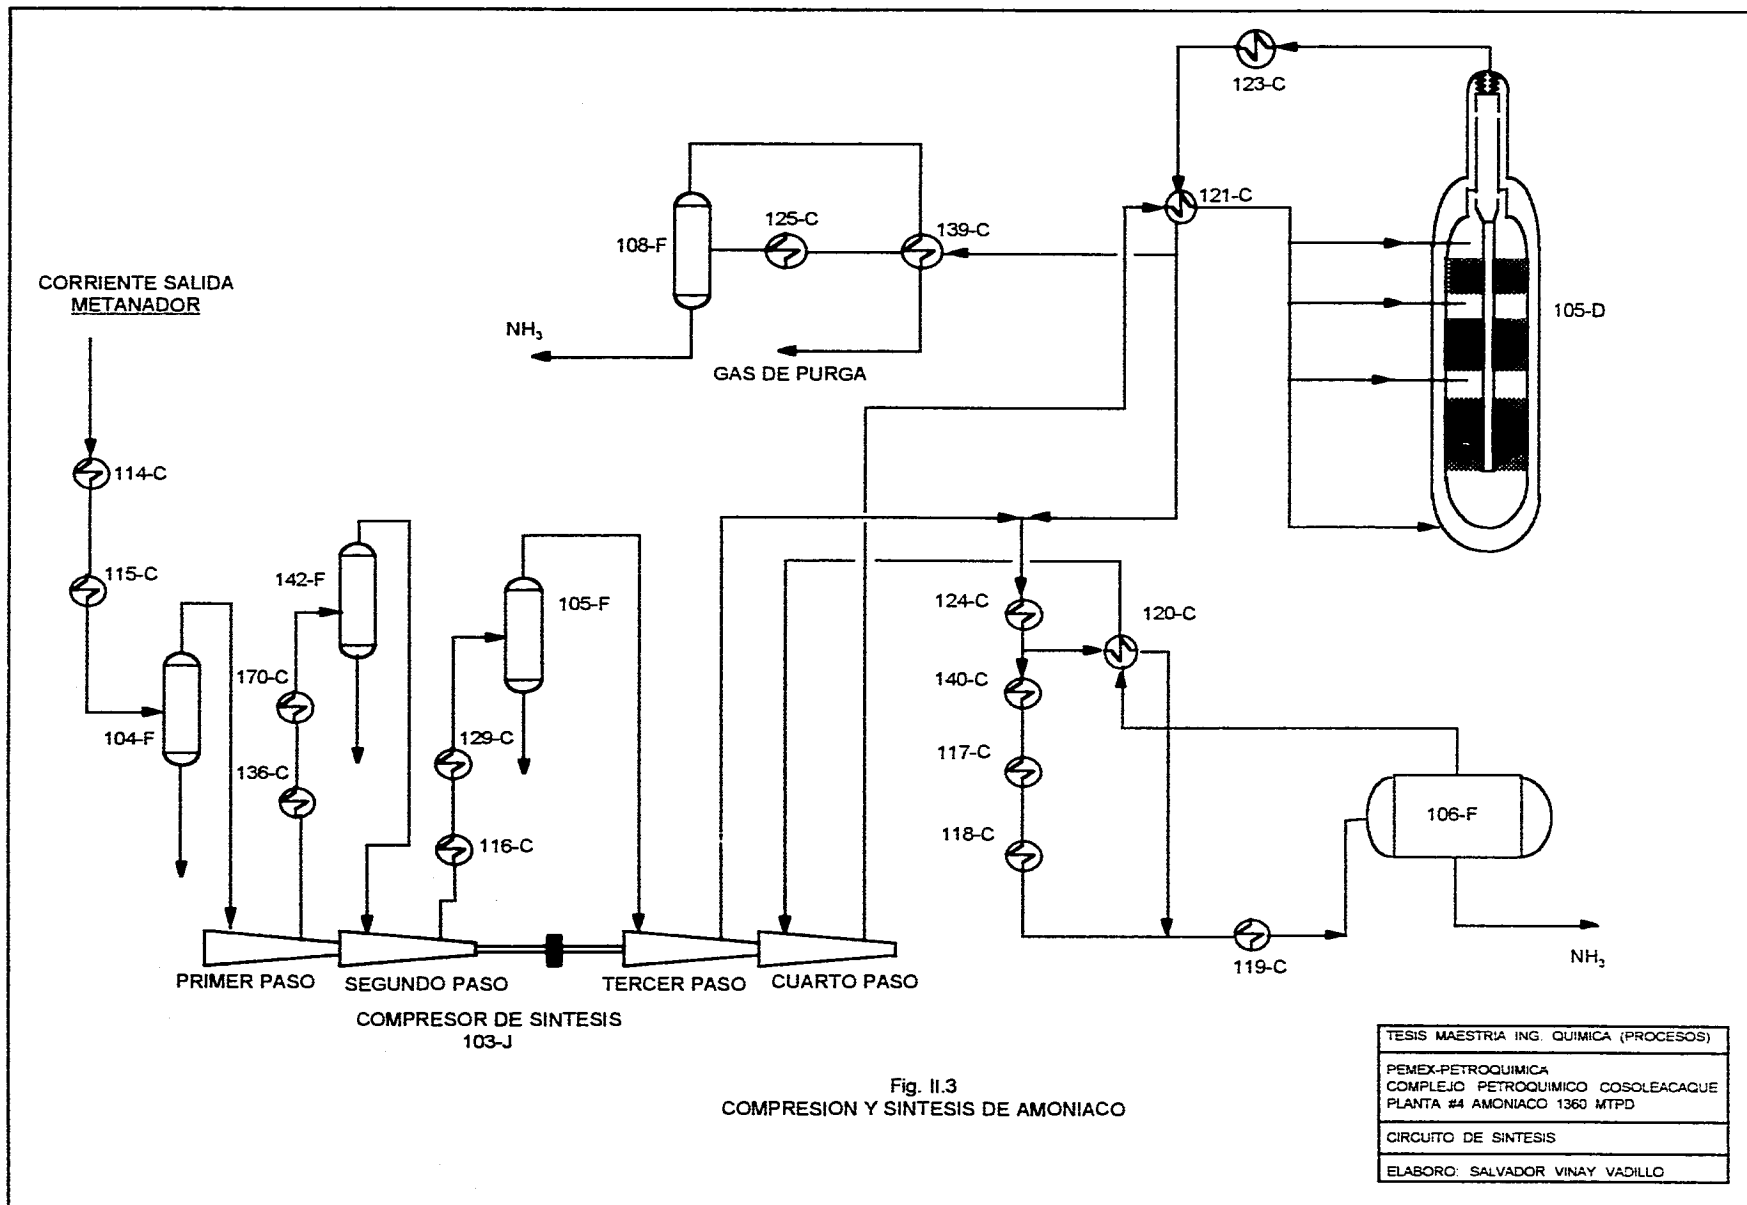 123-C
121-C
125-C
139-C
108-F
CORRIENTE SALIDA
METANADOR
105-D
NH3
GAS DE PURGA
114-C
115-C
142-F
105-F
124-C
120-C
170-C
140-C
104-F
129-C
136-C
117-C
116-C
118-C
106-F
119-C
NH3
PRIMER PASO
SEGUNDO PASO
TERCER PASO
CUARTO PASO
COMPRESOR DE SINTESIS
103-J
Fig. II.3
COMPRESION Y SINTESIS DE AMONIACO
TESIS MAESTRIA ING. QUIMICA (PROCESOS)
PEMEX-PETROQUIMICA
COMPLEJO PETROQUIMICO COSOLEACAQUE
PLANTA #4 AMONIACO 1360 MTPD
CIRCUITO DE SINTESIS
ELABORO: SALVADOR VINAY VADILLO